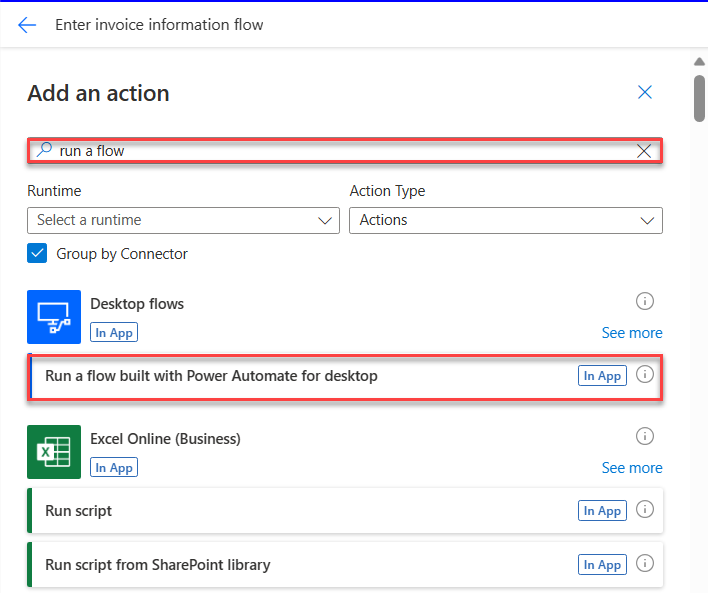 Enter invoice information flow
Add an action
run a flow
Runtime
Action Type
Select a runtime
Actions
Group by Connector
Desktop flows
In App
See more
Run a flow built with Power Automate for desktop
In App
Excel Online (Business)
In App
See more
Run script
In App
Run script from SharePoint library
In App